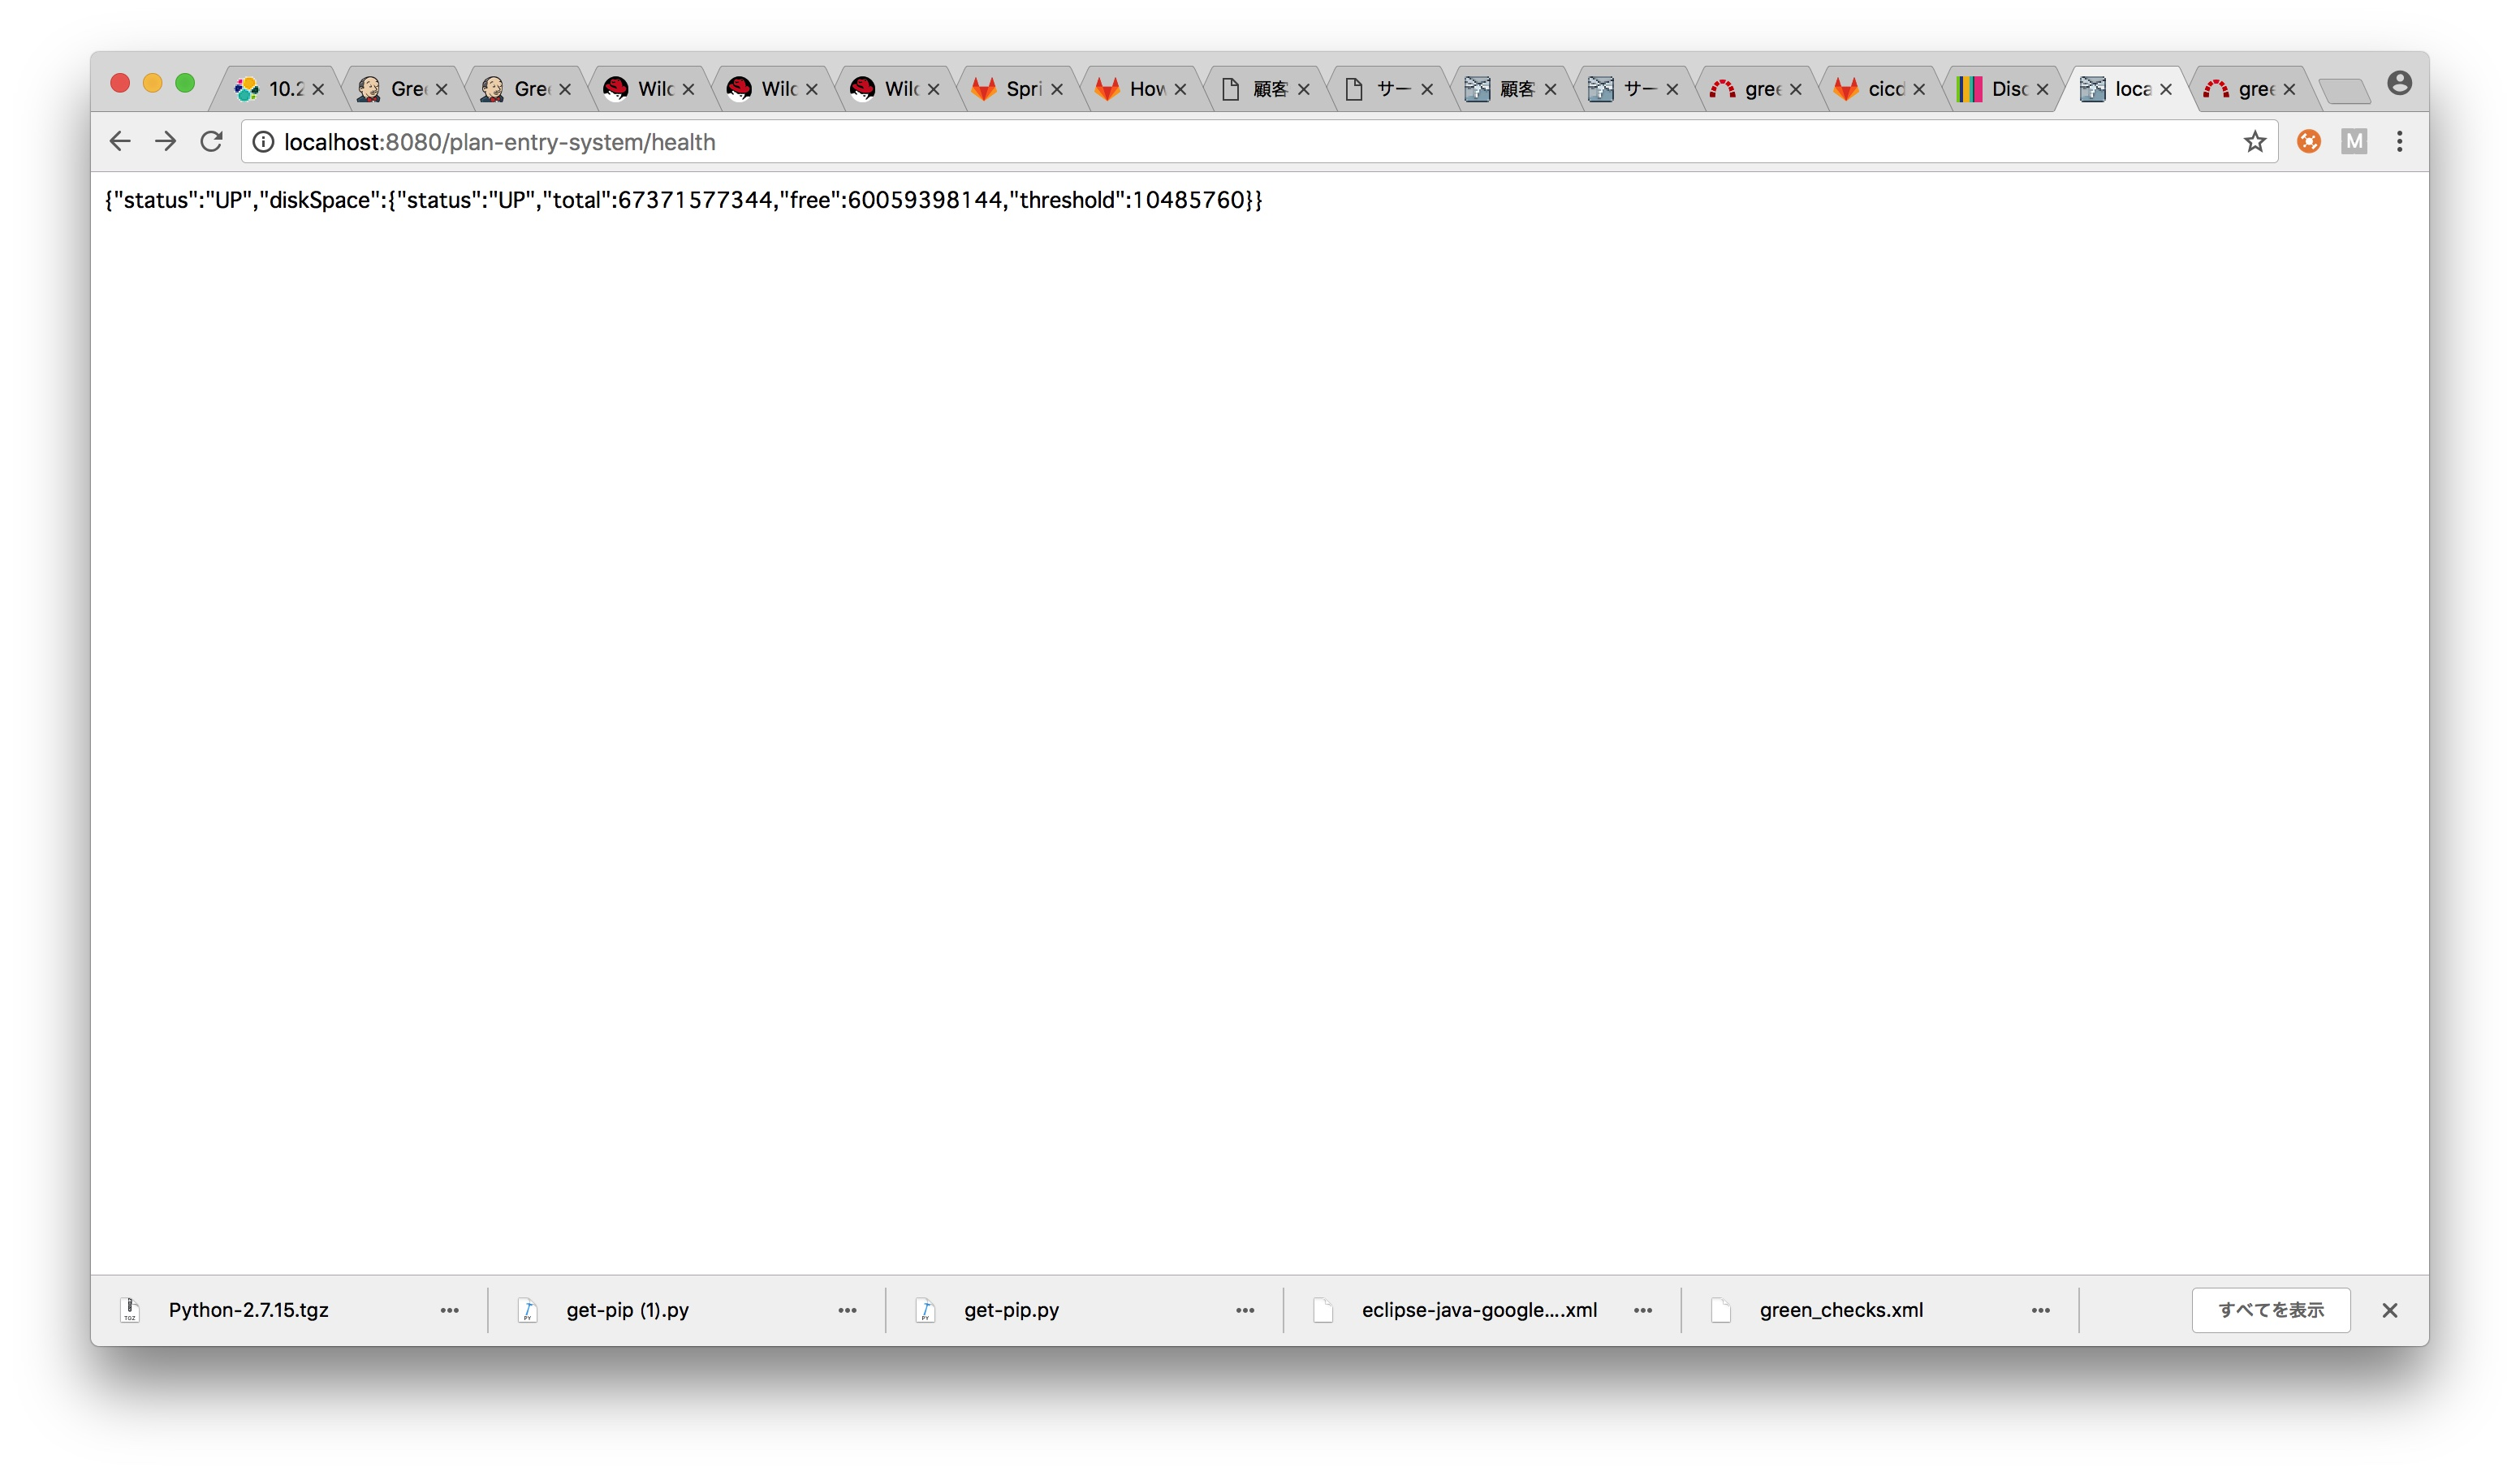 10.2 Gree Gree Wilc Wilc Wilc Spri How 顧客 サー 顧客 サー gree cicd Disc loca gree
localhost:8080/plan-entry-system/health M
{"status":"UP","diskSpace":{"status":"UP","total":67371577344,"free":60059398144,"threshold":10485760}}
Python-2.7.15.tgz get-pip (1).py get-pip.py eclipse-java-google....xml green_checks.xml すべてを表示